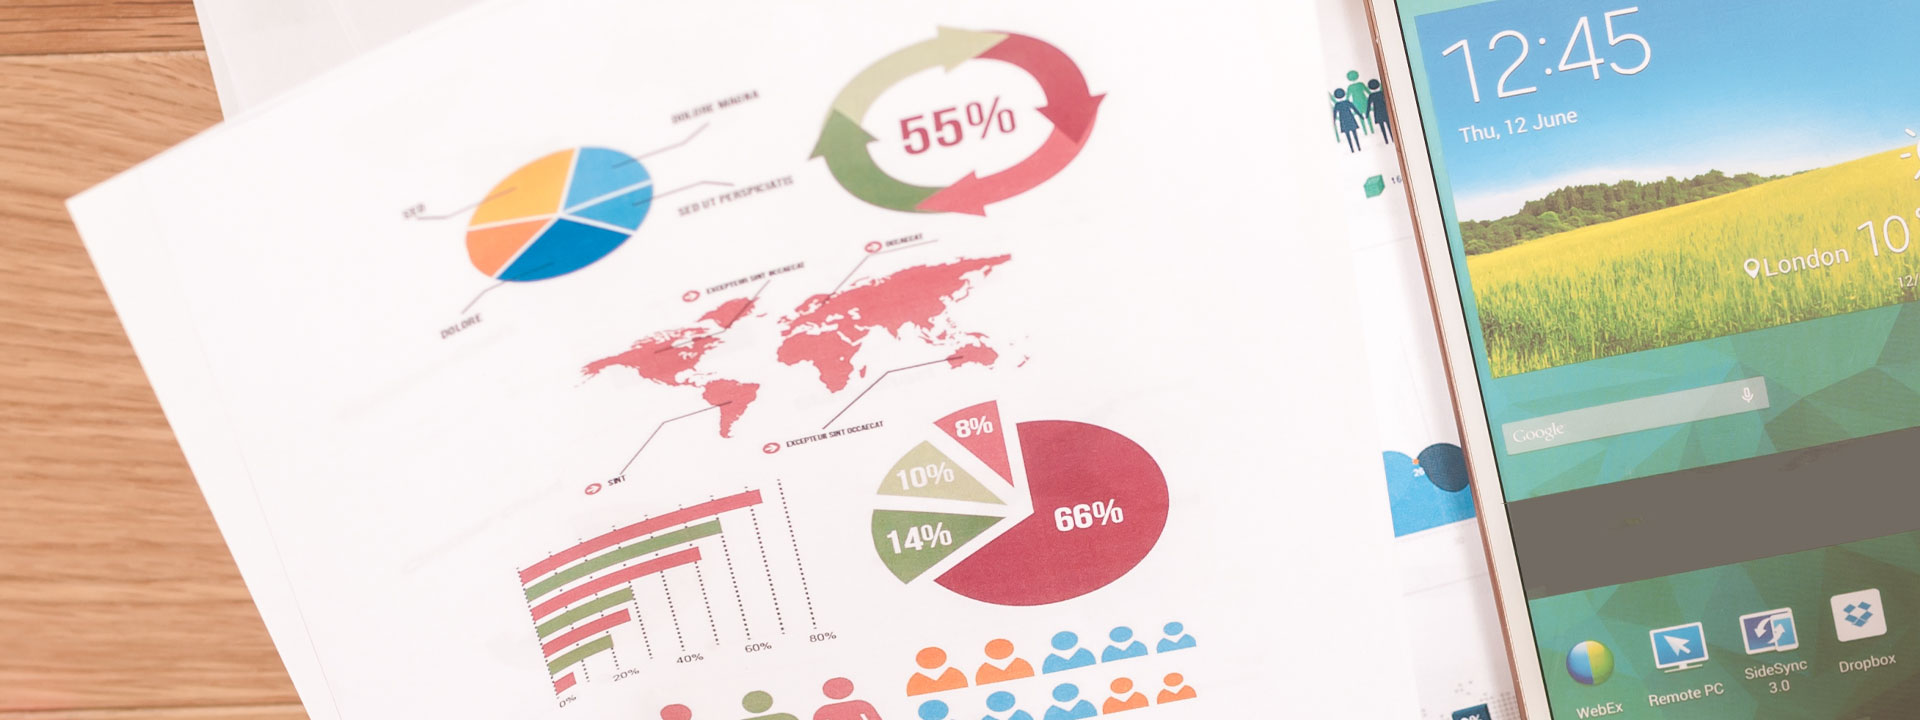 DOLORE MAGNA
SED UT PERSPICIATIS
DOLORE
55%
OCCAECAT
EXCEPTEUR SINT OCCAECAT
EXCEPTEUR SINT OCCAECAT
SINT
8%
10%
14%
66%
0%
20%
40%
60%
80%
12:45
Thu, 12 June
London 10°
12/
Google
WebEx
Remote PC
SideSync
3.0
Dropbox